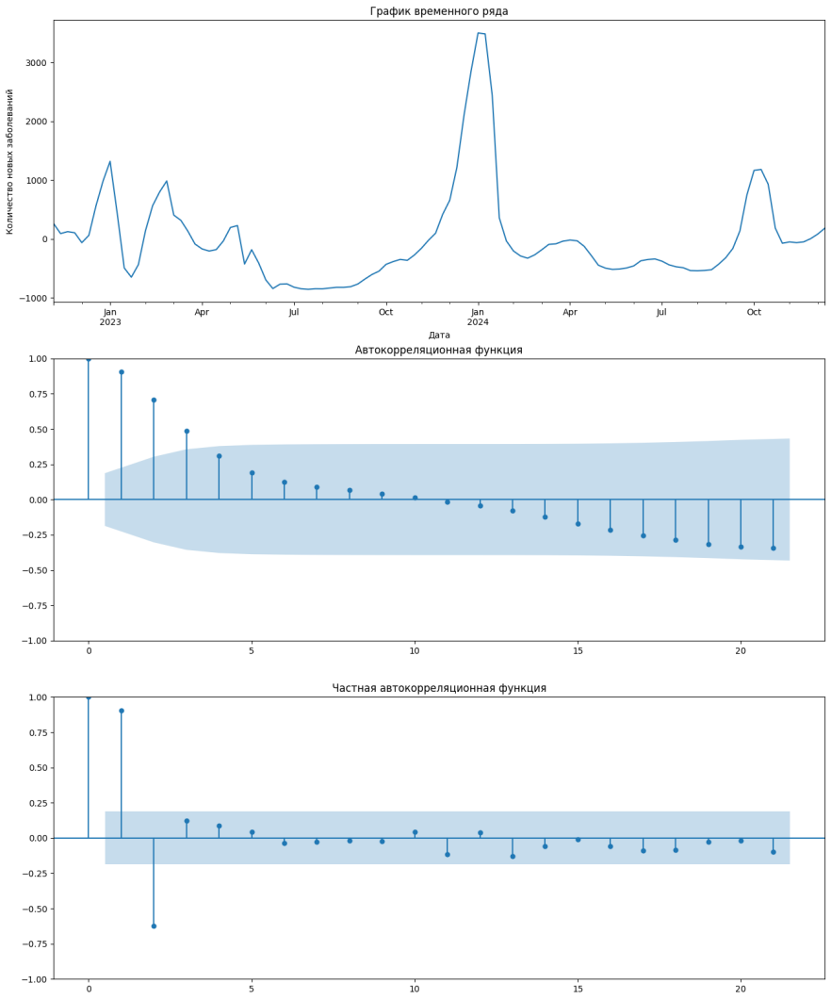 График временного ряда
Количество новых заболеваний
3000
2000
1000
0
−1000
Jan
2023
Apr
Jul
Oct
Jan
2024
Apr
Jul
Oct
Дата
Автокорреляционная функция
1.00
0.75
0.50
0.25
0.00
−0.25
−0.50
−0.75
−1.00
0
5
10
15
20
Частная автокорреляционная функция
1.00
0.75
0.50
0.25
0.00
−0.25
−0.50
−0.75
−1.00
0
5
10
15
20